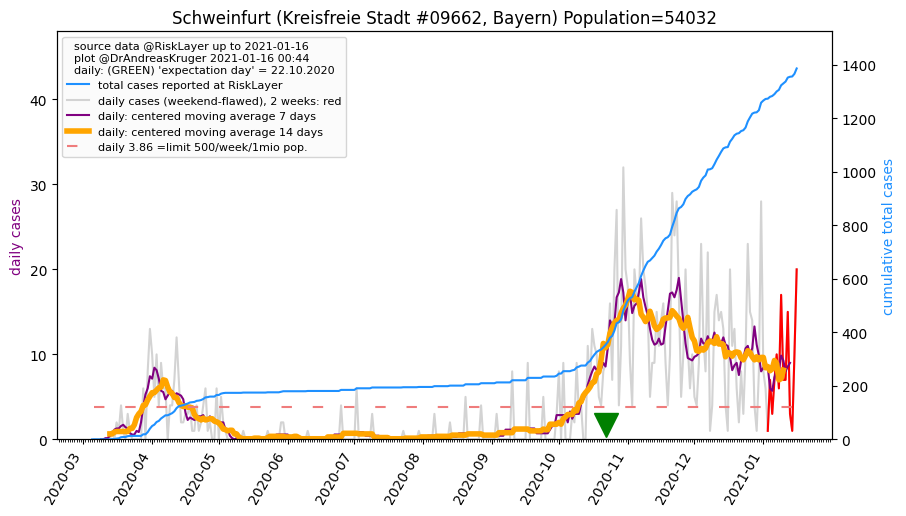 Schweinfurt (Kreisfreie Stadt #09662, Bayern) Population=54032
source data @RiskLayer up to 2021-01-16
plot @DrAndreasKruger 2021-01-16 00:44
daily: (GREEN) 'expectation day' = 22.10.2020
total cases reported at RiskLayer
daily cases (weekend-flawed), 2 weeks: red
daily: centered moving average 7 days
daily: centered moving average 14 days
daily 3.86 =limit 500/week/1mio pop.
daily cases
40
30
20
10
0
cumulative total cases
1400
1200
1000
800
600
400
200
0
2020-03
2020-04
2020-05
2020-06
2020-07
2020-08
2020-09
2020-10
2020-11
2020-12
2021-01